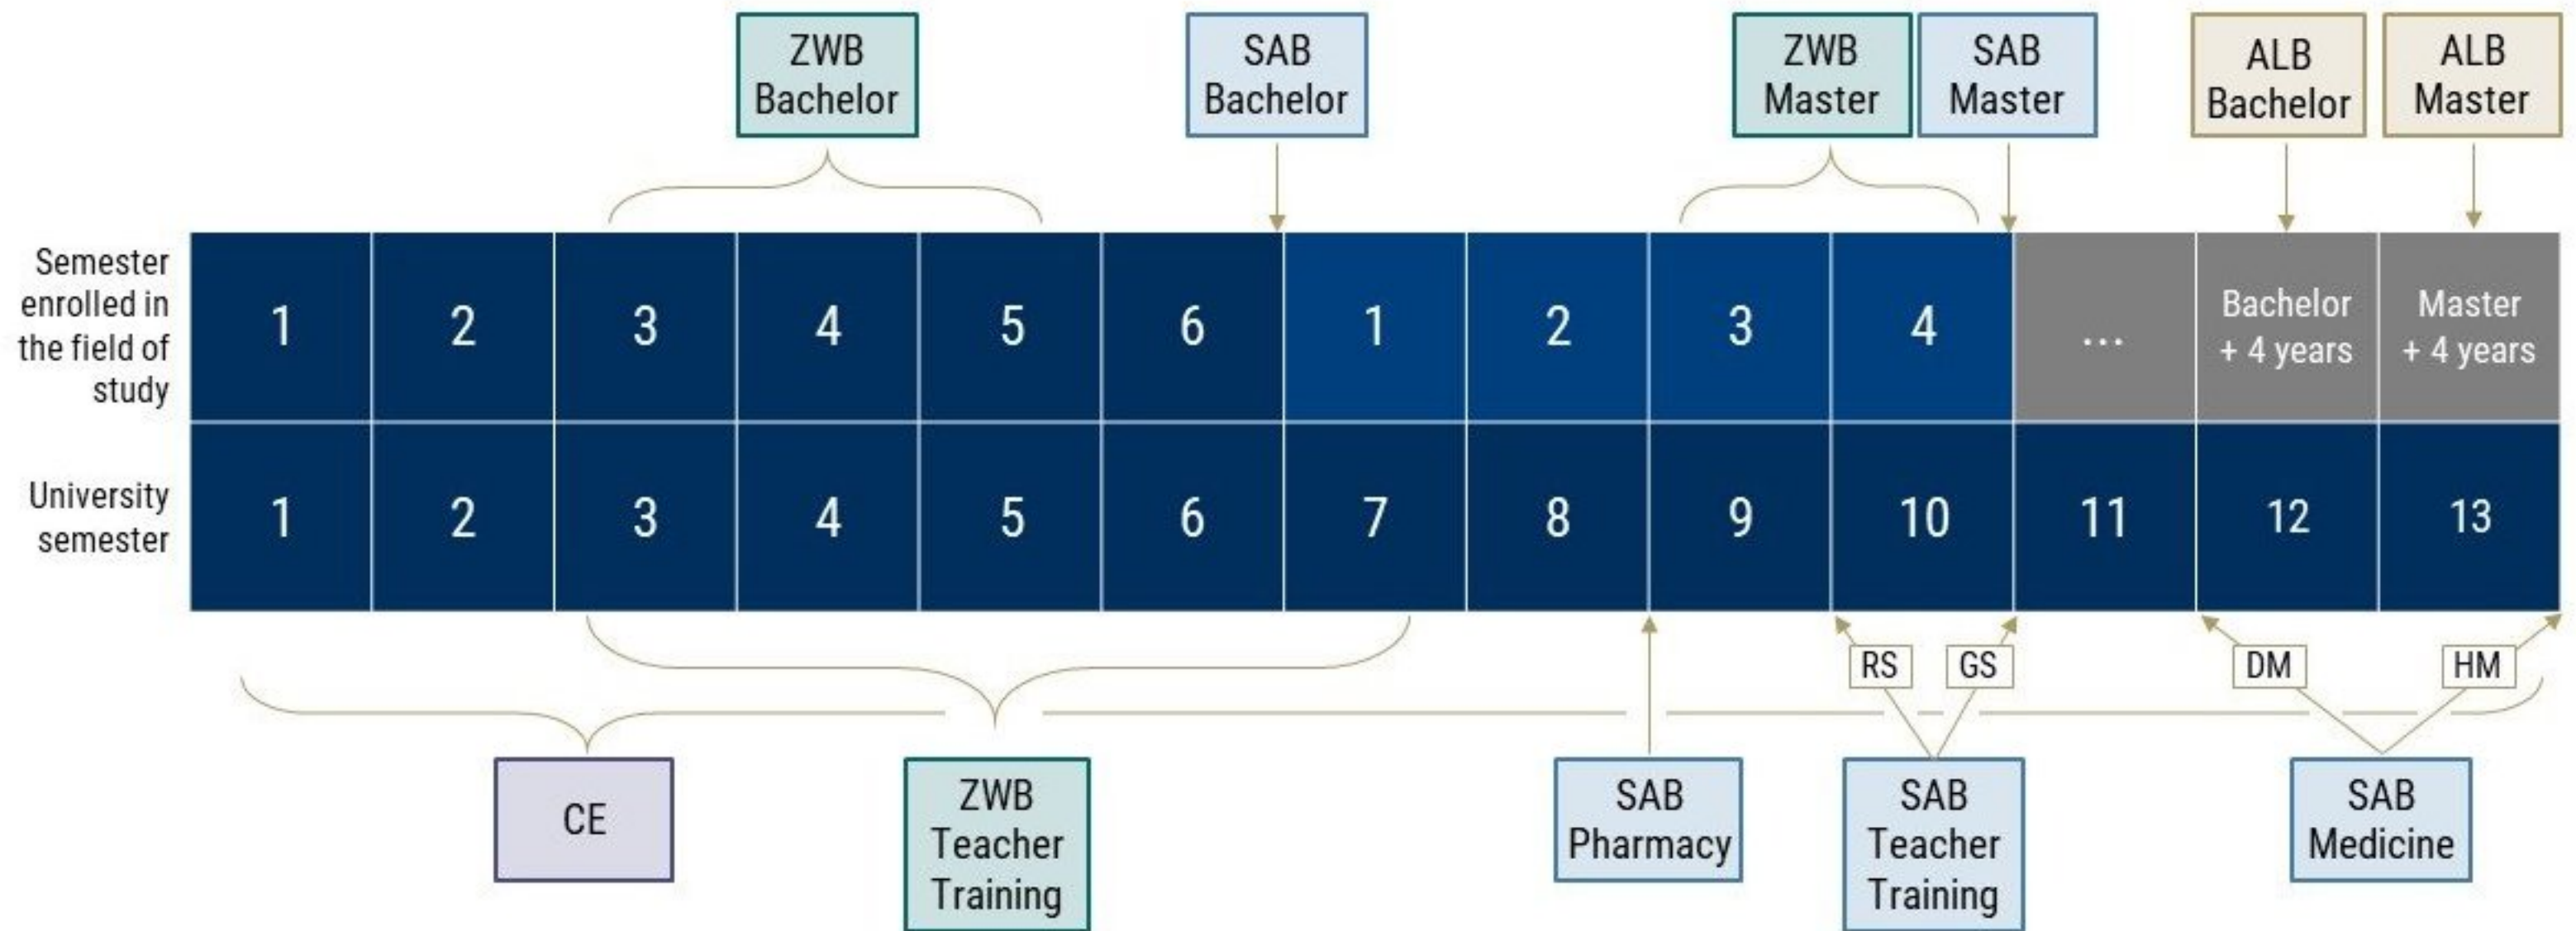 ZWB
Bachelor
SAB
Bachelor
ZWB
Master
SAB
Master
ALB
Bachelor
ALB
Master
Semester
enrolled in
the field of
study
1 2 3 4 5 6 1 2 3 4 ...
Bachelor
+ 4 years
Master
+ 4 years
University
semester
1 2 3 4 5 6 7 8 9 10 11 12 13
RS
GS
DM
HM
CE
ZWB
Teacher
Training
SAB
Pharmacy
SAB
Teacher
Training
SAB
Medicine